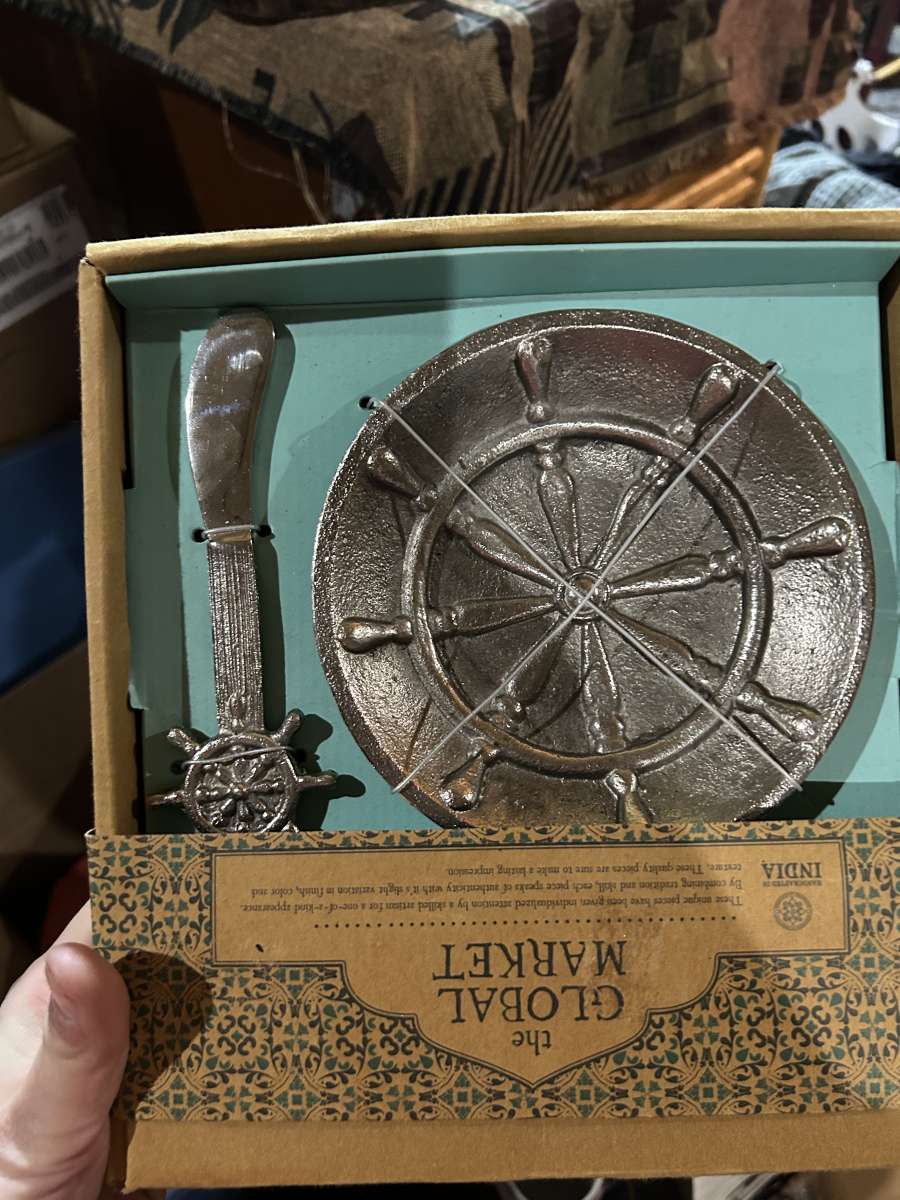 the
GLOBAL
MARKET
These unique pieces have been given individualized attention by a skilled artisan for a one-of-a-kind appearance.
By combining tradition and skill, each piece speaks of authenticity with it's slight variation in finish, color and
texture. These quality pieces are sure to make a lasting impression.
HANDCRAFTED IN
INDIA